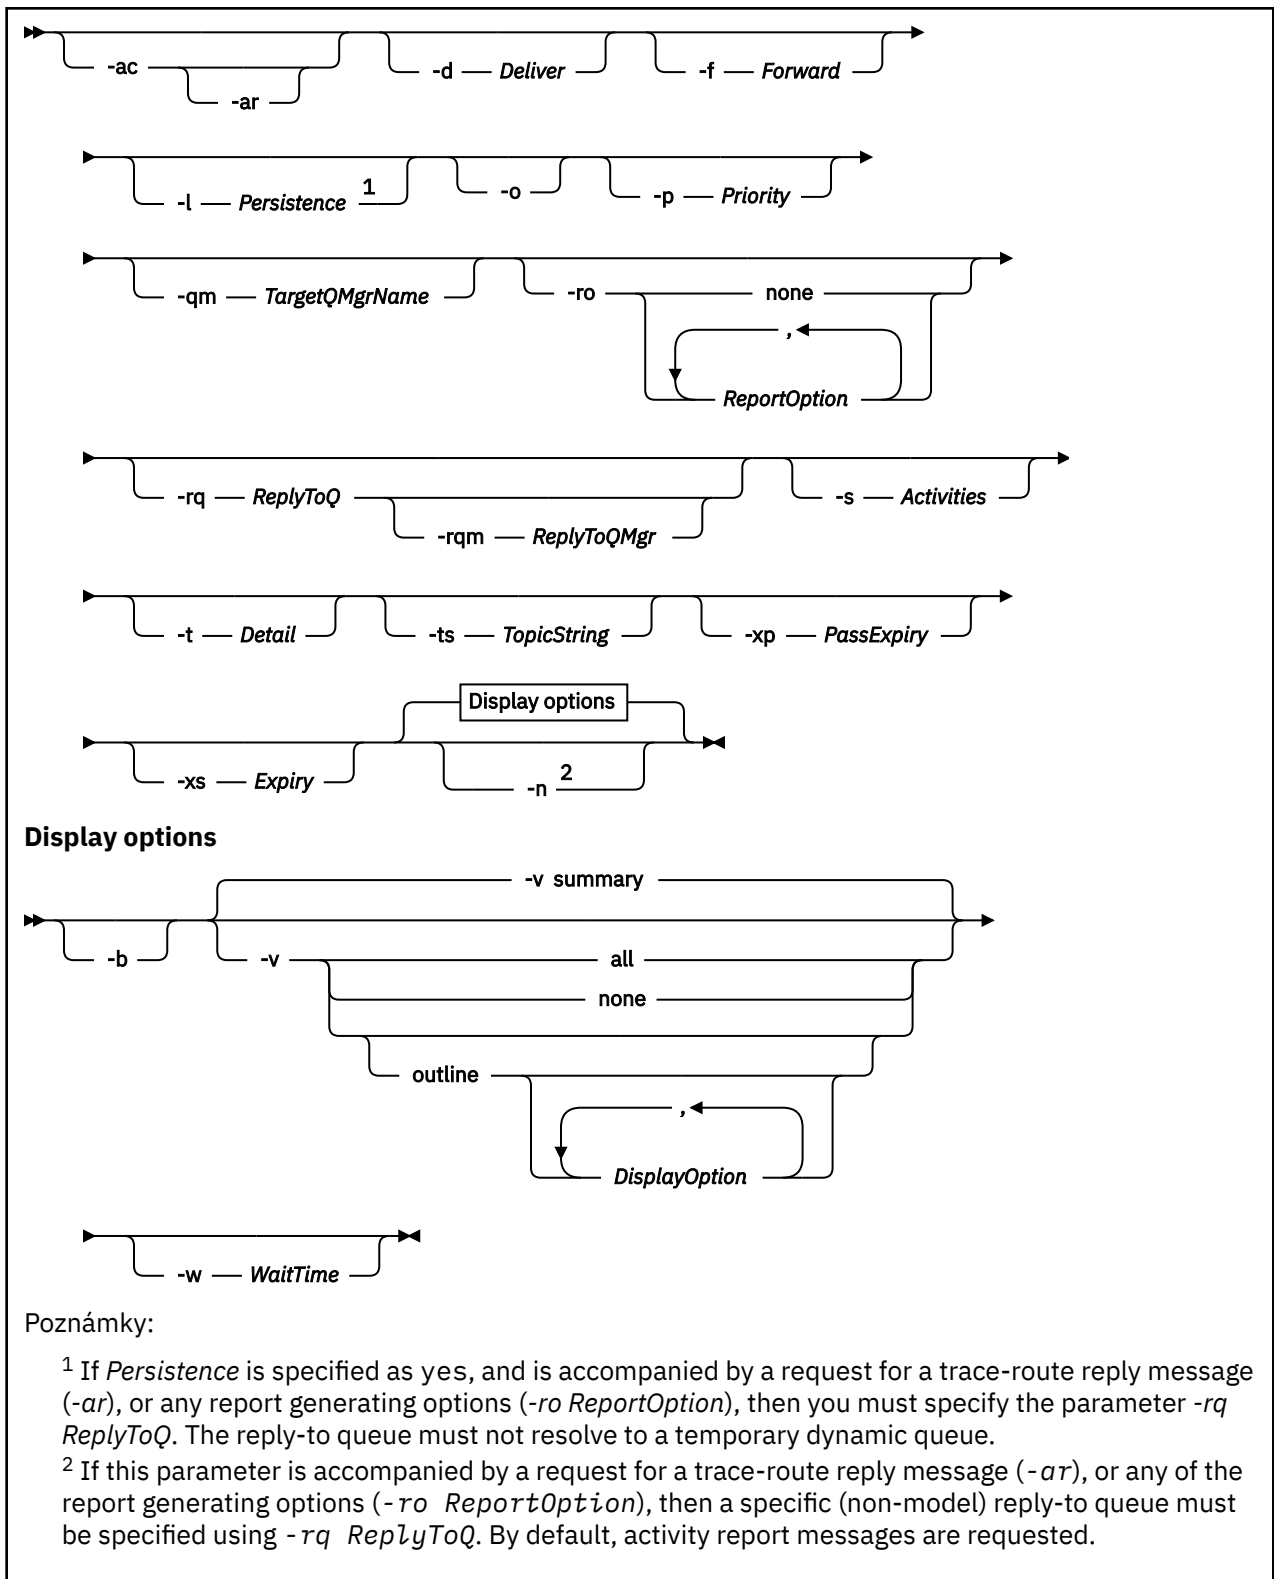 -ac -d Deliver -f Forward
-ar
-l Persistence 1 -o -p Priority
-qm TargetQMgrName -ro none
,
ReportOption
-rq ReplyToQ -s Activities
-rqm ReplyToQMgr
-t Detail -ts TopicString -xp PassExpiry
Display options
-xs Expiry -n 2
Display options
-v summary
-b -v all
none
outline
,
DisplayOption
-w WaitTime
Poznámky:
1 If Persistence is specified as yes, and is accompanied by a request for a trace-route reply message
(-ar), or any report generating options (-ro ReportOption), then you must specify the parameter -rq
ReplyToQ. The reply-to queue must not resolve to a temporary dynamic queue.
2 If this parameter is accompanied by a request for a trace-route reply message (-ar), or any of the
report generating options (-ro ReportOption), then a specific (non-model) reply-to queue must
be specified using -rq ReplyToQ. By default, activity report messages are requested.